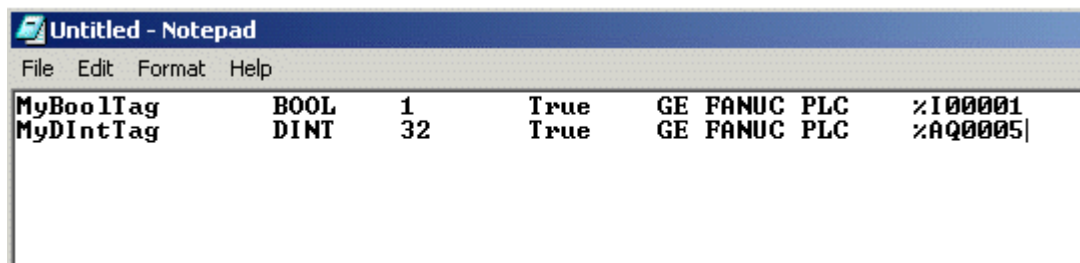 Untitled - Notepad
File Edit Format Help
MyBoolTag BOOL 1 True GE FANUC PLC %I00001
MyDIntTag DINT 32 True GE FANUC PLC %AQ0005